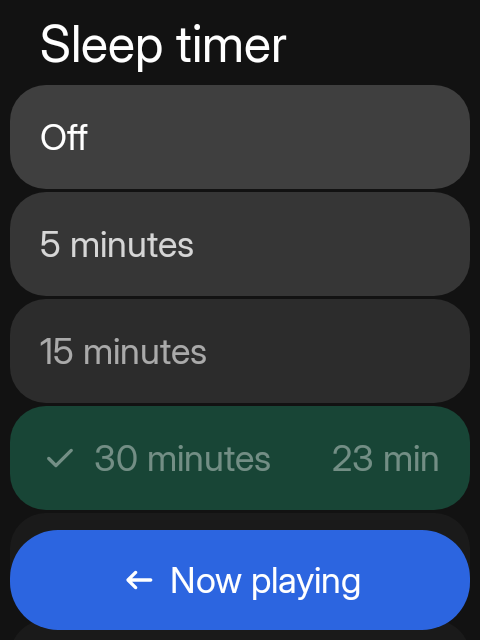 Sleep timer
Off
5 minutes
15 minutes
30 minutes 23 min
Now playing